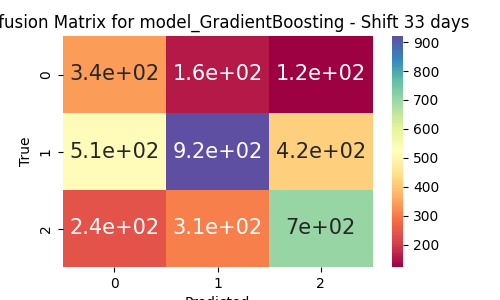 fusion Matrix for model_GradientBoosting - Shift 33 days
0 3.4e+02 1.6e+02 1.2e+02
1 5.1e+02 9.2e+02 4.2e+02
2 2.4e+02 3.1e+02 7e+02
True
0 1 2
Predicted
900
800
700
600
500
400
300
200